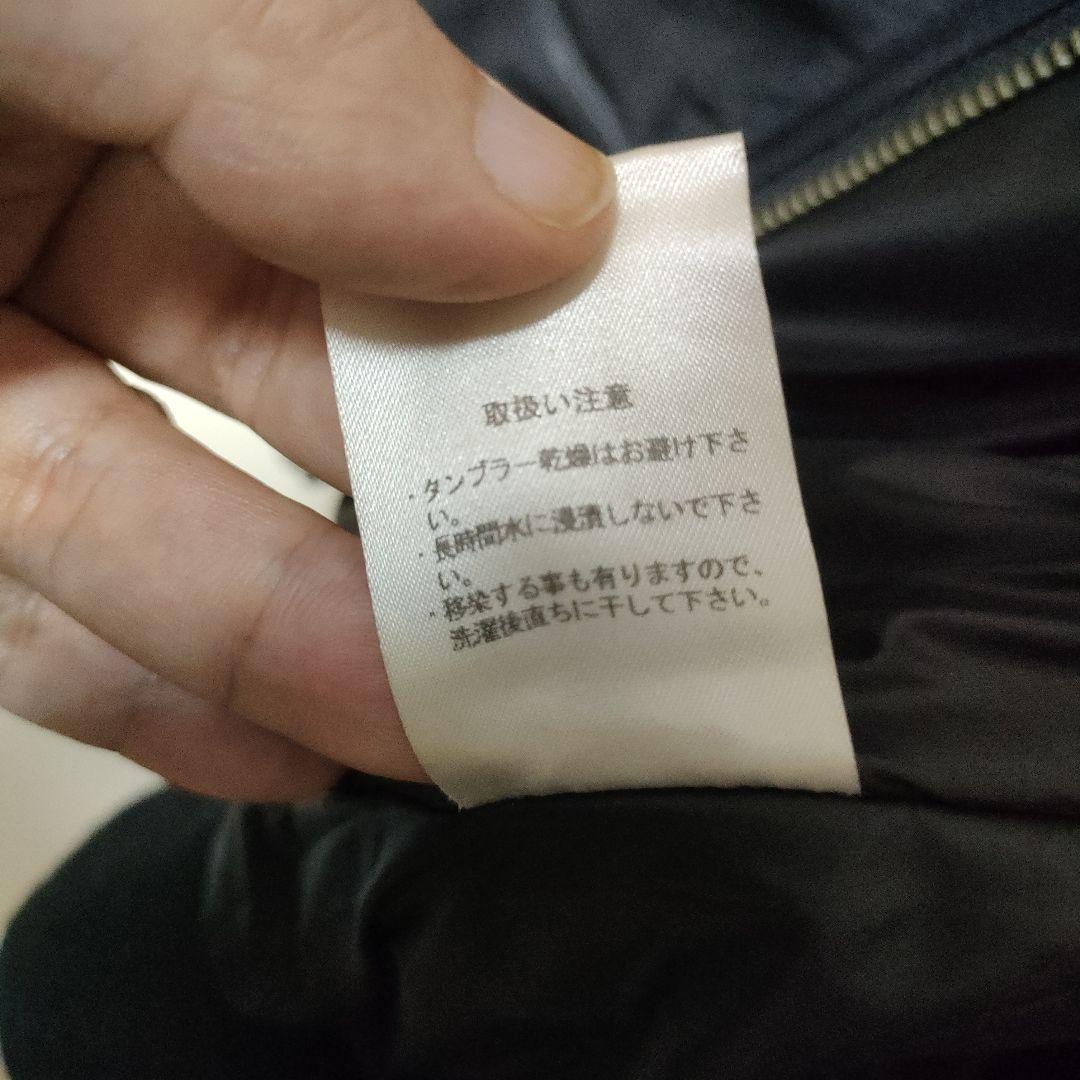 取扱い注意
・タンブラー乾燥はお避け下さ
い。
・長時間水に浸漬しないで下さ
い。
・移染する事も有りますので、
洗濯後直ちに干して下さい。